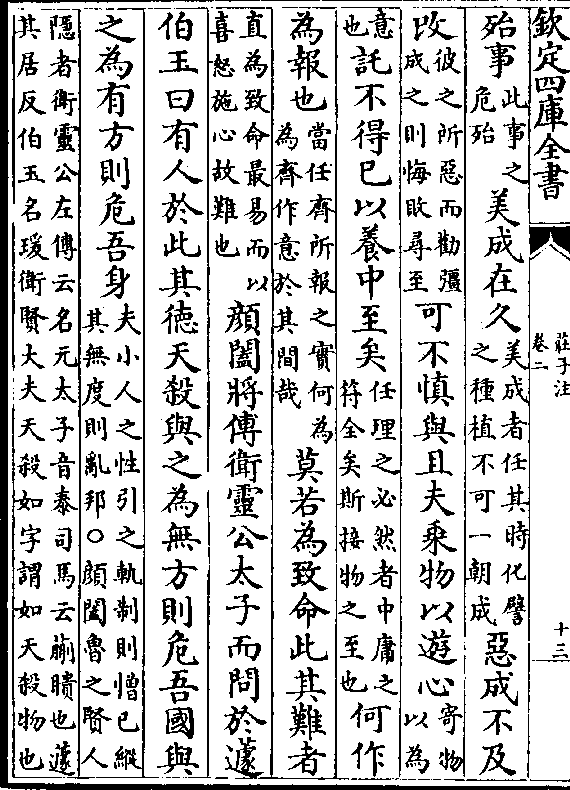 欽定四庫全書
莊子注
卷二
十三
殆事此事之危殆美成在久美成者任其時化譬之種植不可一朝成惡成不及
改彼之所惡而勸彊成之則悔敗尋至可不慎與且夫乗物以遊心寄物以為
意也託不得已以養中至矣任理之必然者中庸之符全矣斯接物之至也何作
為報也當任齊所報之實何為為齊作意於其間哉莫若為致命此其難者
直為致命最易而以喜怒施心故難也顔闔將傅衛靈公太子而問於蘧
伯玉曰有人於此其徳天殺與之為無方則危吾國與
之為有方則危吾身夫小人之性引之軌制則憎已縱其無度則亂邦○顔闔魯之賢人
隱者衛靈公左傳云名元太子音泰司馬云蒯瞶也蘧其居反伯玉名瑗衛賢大夫天殺如字謂如天殺物也